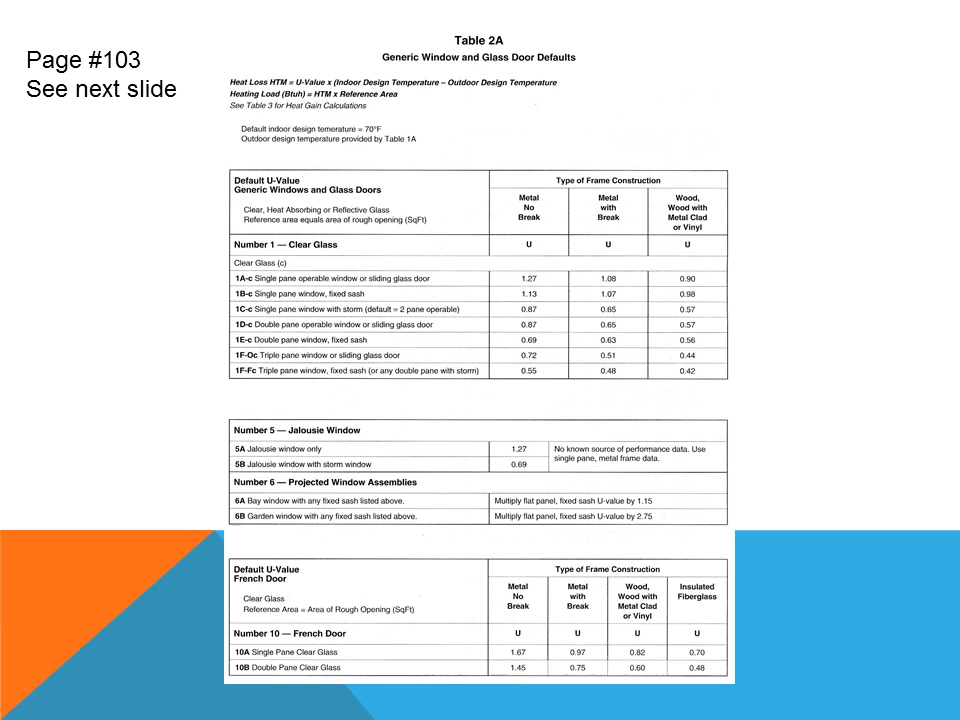 Page #103
See next slide
Table 2A
Generic Window and Glass Door Defaults
Heat Loss HTM = U-Value x (Indoor Design Temperature – Outdoor Design Temperature
Heating Load (Btuh) = HTM x Reference Area
See Table 3 for Heat Gain Calculations
Default indoor design temerature = 70°F
Outdoor design temperature provided by Table 1A
Default U-Value
Generic Windows and Glass Doors
Clear, Heat Absorbing or Reflective Glass
Reference area equals area of rough opening (SqFt)
Type of Frame Construction
Metal
No
Break
Metal
with
Break
Wood,
Wood with
Metal Clad
or Vinyl
Number 1 — Clear Glass U U U
Clear Glass (c)
1A-c Single pane operable window or sliding glass door 1.27 1.08 0.90
1B-c Single pane window, fixed sash 1.13 1.07 0.98
1C-c Single pane window with storm (default = 2 pane operable) 0.87 0.65 0.57
1D-c Double pane operable window or sliding glass door 0.87 0.65 0.57
1E-c Double pane window, fixed sash 0.69 0.63 0.56
1F-Oc Triple pane window or sliding glass door 0.72 0.51 0.44
1F-Fc Triple pane window, fixed sash (or any double pane with storm) 0.55 0.48 0.42
Number 5 — Jalousie Window
5A Jalousie window only 1.27
5B Jalousie window with storm window 0.69
No known source of performance data. Use
single pane, metal frame data.
Number 6 — Projected Window Assemblies
6A Bay window with any fixed sash listed above. Multiply flat panel, fixed sash U-value by 1.15
6B Garden window with any fixed sash listed above. Multiply flat panel, fixed sash U-value by 2.75
Default U-Value
French Door
Clear Glass
Reference Area = Area of Rough Opening (SqFt)
Type of Frame Construction
Metal
No
Break
Metal
with
Break
Wood,
Wood with
Metal Clad
or Vinyl
Insulated
Fiberglass
Number 10 — French Door U U U U
10A Single Pane Clear Glass 1.67 0.97 0.82 0.70
10B Double Pane Clear Glass 1.45 0.75 0.60 0.48